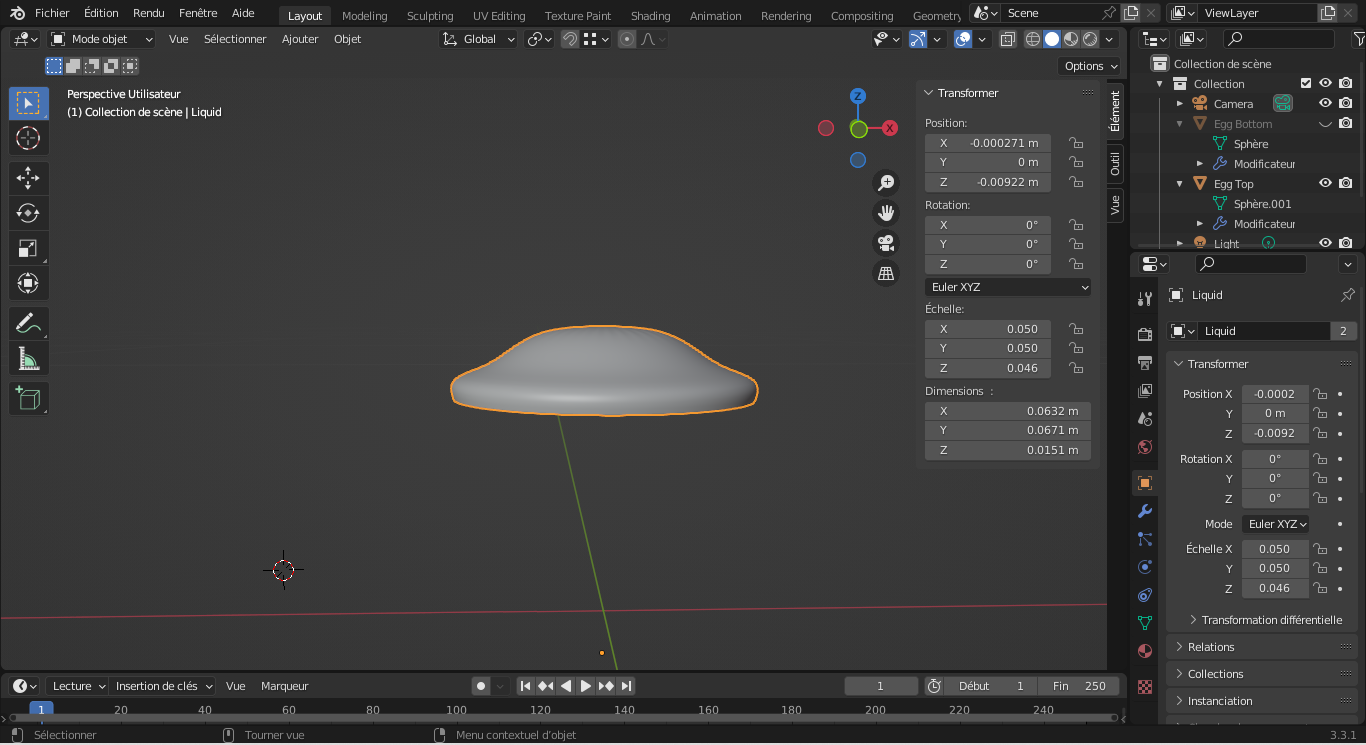 Fichier Édition Rendu Fenêtre Aide Layout Modeling Sculpting UV Editing Texture Paint Shading Animation Rendering Compositing Geometry Scene ViewLayer
Mode objet Vue Sélectionner Ajouter Objet Global
Options
Perspective Utilisateur
(1) Collection de scène | Liquid
Z
X
Transformer
Position:
X -0.000271 m
Y 0 m
Z -0.00922 m
Rotation:
X 0°
Y 0°
Z 0°
Euler XYZ
Échelle:
X 0.050
Y 0.050
Z 0.046
Dimensions :
X 0.0632 m
Y 0.0671 m
Z 0.0151 m
Élément
Outil
Vue
Collection de scène
Collection
Camera
Egg Bottom
Sphère
Modificateur
Egg Top
Sphère.001
Modificateur
Light
Liquid
Liquid 2
Transformer
Position X -0.0002
Y 0 m
Z -0.0092
Rotation X 0°
Y 0°
Z 0°
Mode Euler XYZ
Échelle X 0.050
Y 0.050
Z 0.046
Transformation différentielle
Relations
Collections
Instanciation
Lecture Insertion de clés Vue Marqueur 1 Début 1 Fin 250
1 20 40 60 80 100 120 140 160 180 200 220 240
Sélectionner Tourner vue Menu contextuel d'objet 3.3.1